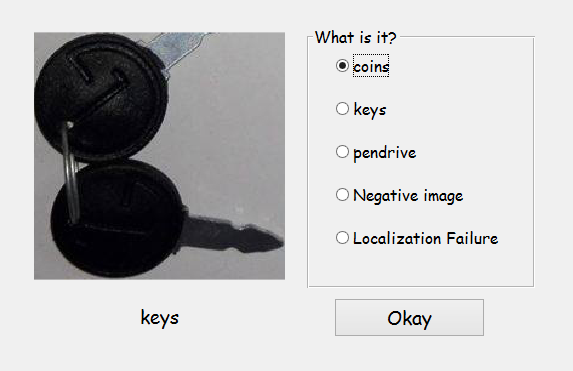 What is it?
coins
keys
pendrive
Negative image
Localization Failure
keys
Okay